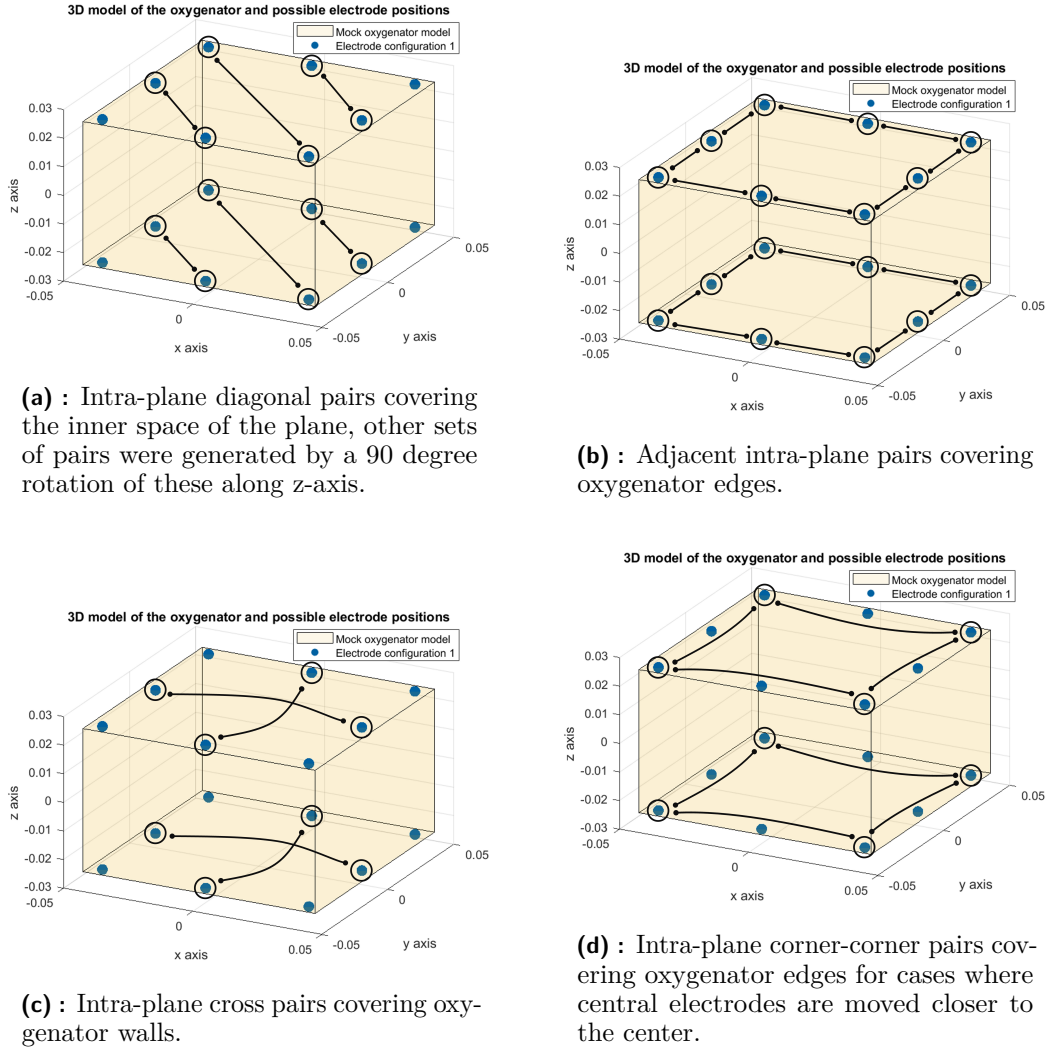 3D model of the oxygenator and possible electrode positions
Mock oxygenator model
Electrode configuration 1
0.03
0.02
0.01
0
-0.01
-0.02
-0.03
z axis
-0.05
0
0.05
x axis
-0.05
0
0.05
y axis
(a) : Intra-plane diagonal pairs covering
the inner space of the plane, other sets
of pairs were generated by a 90 degree
rotation of these along z-axis.
3D model of the oxygenator and possible electrode positions
Mock oxygenator model
Electrode configuration 1
0.03
0.02
0.01
0
-0.01
-0.02
-0.03
z axis
-0.05
0
0.05
x axis
-0.05
0
0.05
y axis
(b) : Adjacent intra-plane pairs covering
oxygenator edges.
3D model of the oxygenator and possible electrode positions
Mock oxygenator model
Electrode configuration 1
0.03
0.02
0.01
0
-0.01
-0.02
-0.03
z axis
-0.05
0
0.05
x axis
-0.05
0
0.05
y axis
(c) : Intra-plane cross pairs covering oxy-
genator walls.
3D model of the oxygenator and possible electrode positions
Mock oxygenator model
Electrode configuration 1
0.03
0.02
0.01
0
-0.01
-0.02
-0.03
z axis
-0.05
0
0.05
x axis
-0.05
0
0.05
y axis
(d) : Intra-plane corner-corner pairs cov-
ering oxygenator edges for cases where
central electrodes are moved closer to
the center.